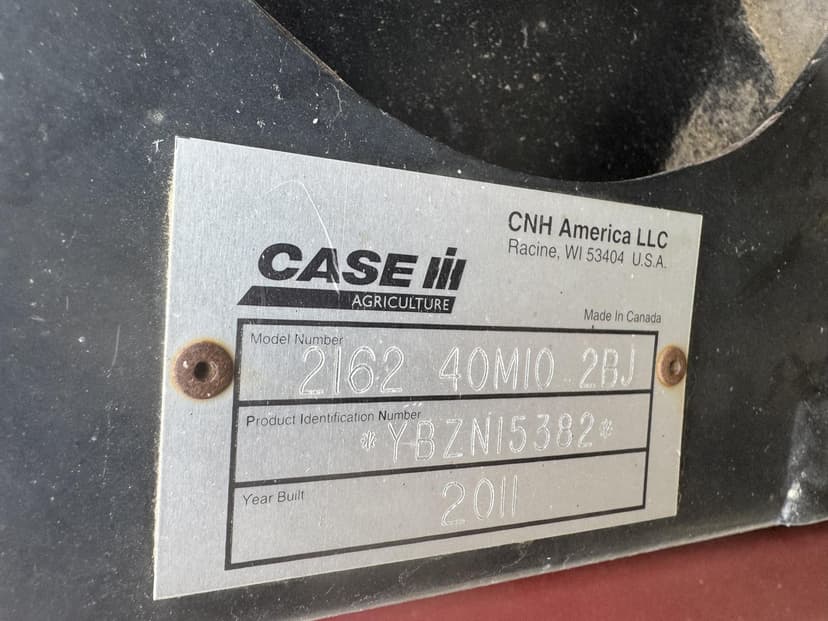 CNH America LLC
Racine, WI 53404 U.S.A.
CASE IH
AGRICULTURE
Made In Canada
Model Number
2162 40M10 2BJ
Product Identification Number
*YBZN15382*
Year Built
2011